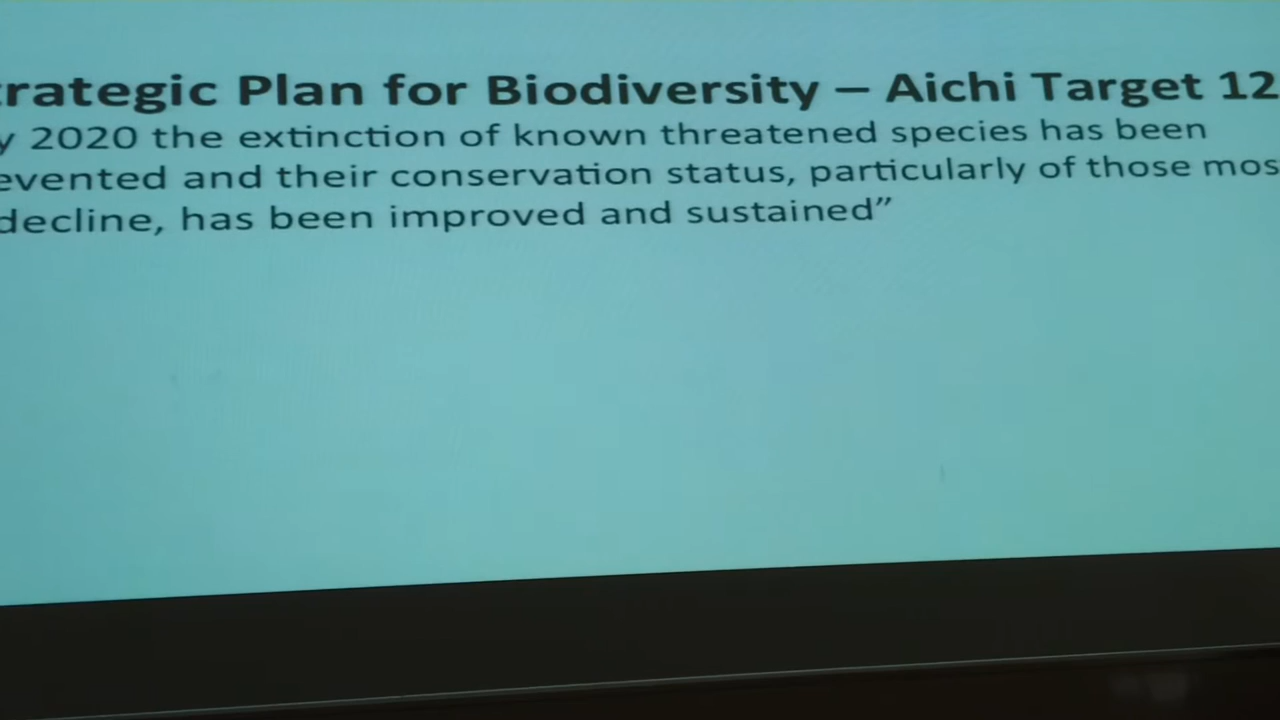 trategic Plan for Biodiversity – Aichi Target 12
y 2020 the extinction of known threatened species has been
evented and their conservation status, particularly of those mos
decline, has been improved and sustained”